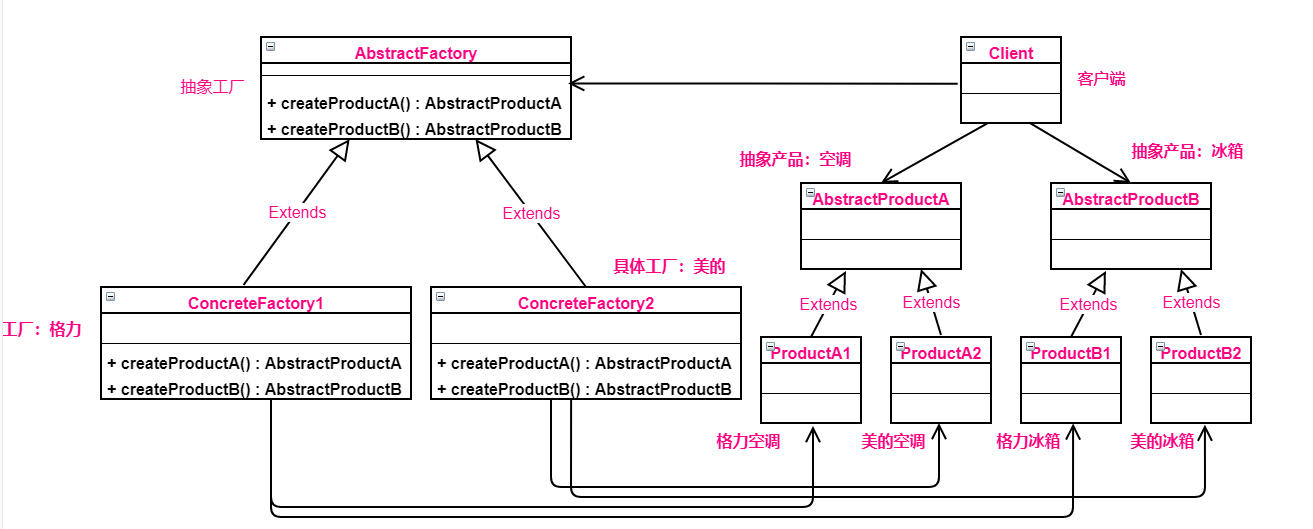 AbstractFactory
Client
抽象工厂
客户端
+ createProductA() : AbstractProductA
+ createProductB() : AbstractProductB
抽象产品：空调
抽象产品：冰箱
AbstractProductA
AbstractProductB
Extends
Extends
具体工厂：美的
ConcreteFactory1
ConcreteFactory2
Extends
Extends
Extends
Extends
工厂：格力
+ createProductA() : AbstractProductA
+ createProductB() : AbstractProductB
+ createProductA() : AbstractProductA
+ createProductB() : AbstractProductB
ProductA1
ProductA2
ProductB1
ProductB2
格力空调
美的空调
格力冰箱
美的冰箱